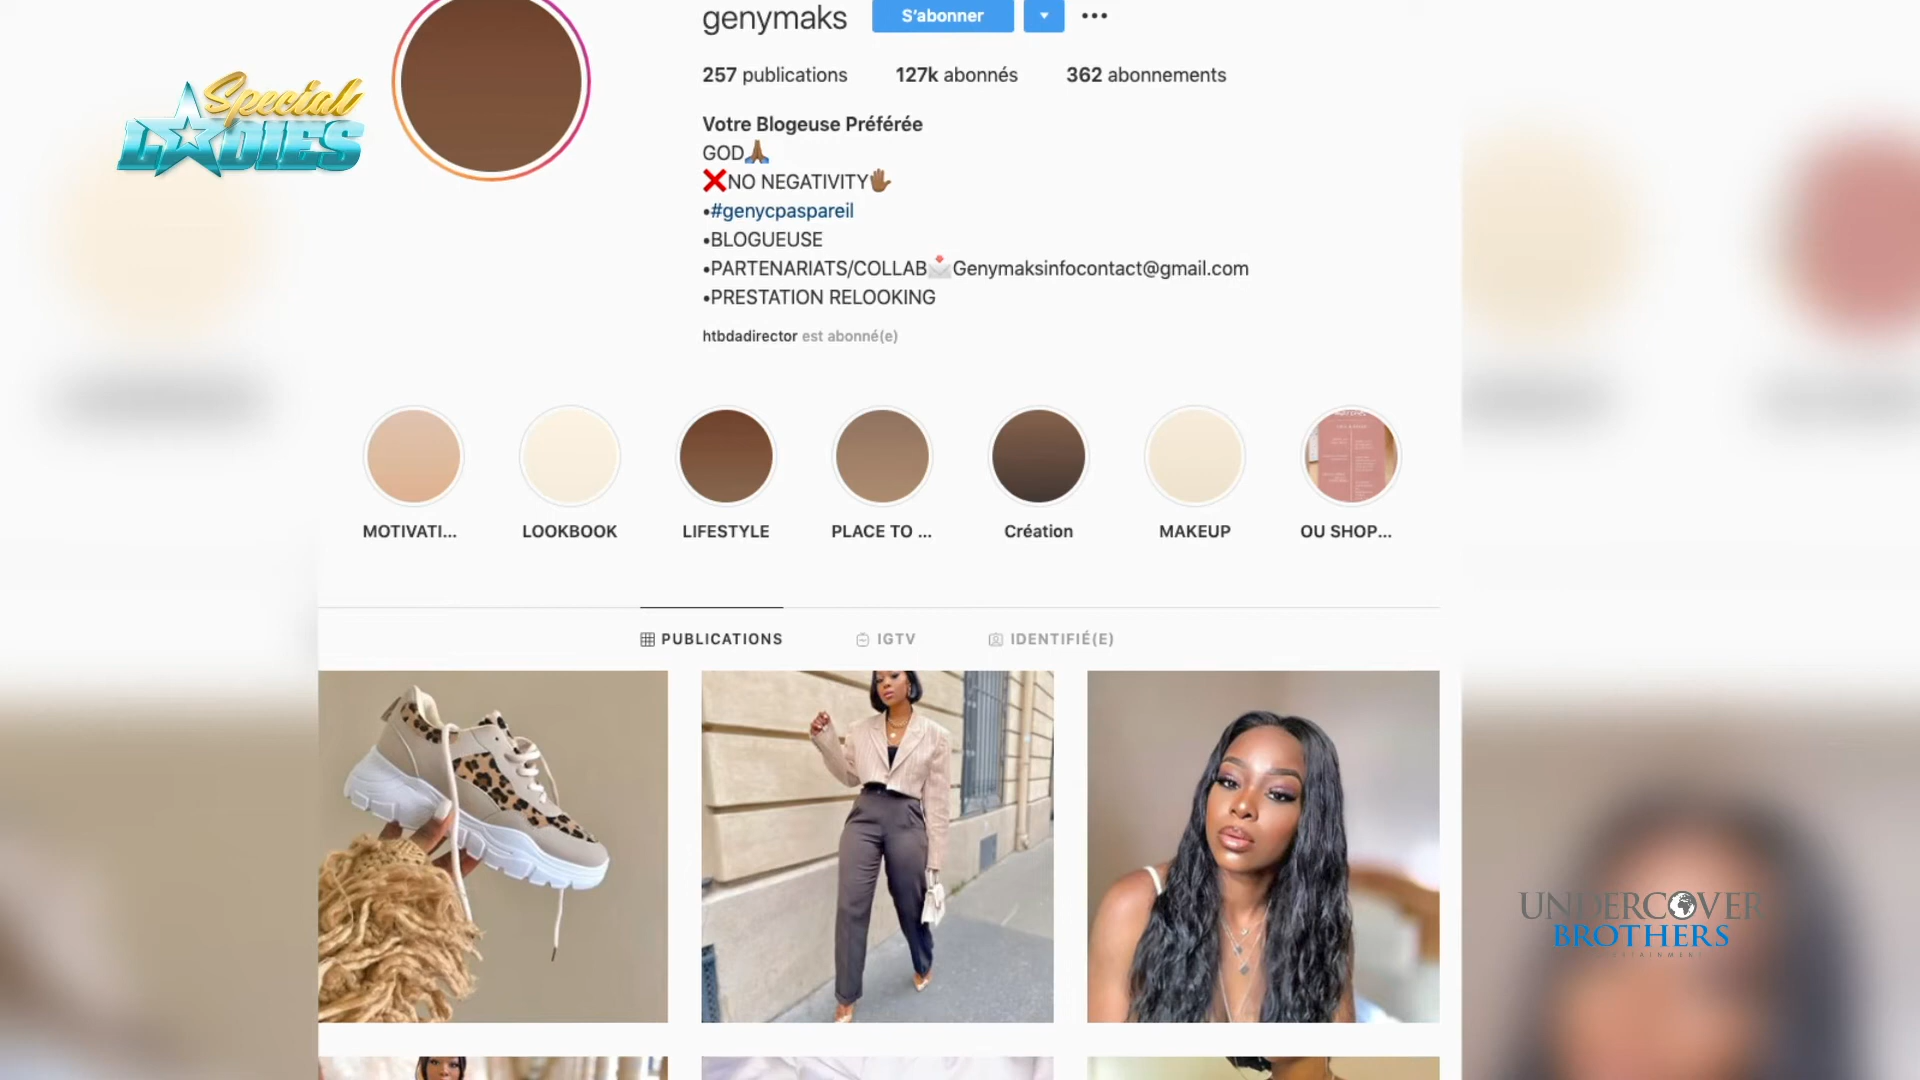 genymaks
S'abonner
257 publications
127k abonnés
362 abonnements
Special
LADIES
Votre Blogeuse Préférée
GOD
NO NEGATIVITY
•#genycpaspareil
•BLOGUEUSE
•PARTENARIATS/COLLAB Genymaksinfocontact@gmail.com
•PRESTATION RELOOKING
htbdadirector est abonné(e)
MOTIVATI...
LOOKBOOK
LIFESTYLE
PLACE TO ...
Création
MAKEUP
OU SHOP...
PUBLICATIONS
IGTV
IDENTIFIÉ(E)
UNDERCOVER
BROTHERS